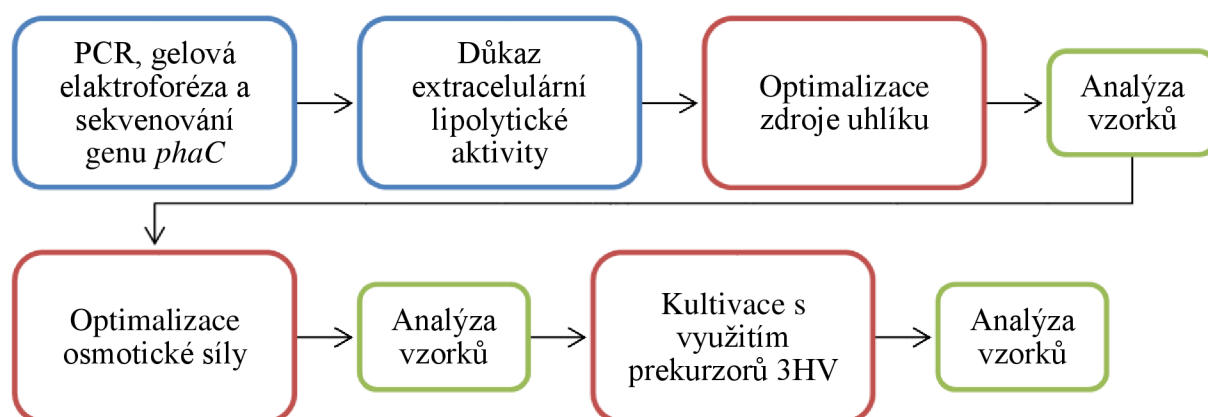 PCR, gelová
elaktroforéza a
sekvenování
genu phaC
Důkaz
extracelulární
lipolytické
aktivity
Optimalizace
zdroje uhlíku
Analýza
vzorků
Optimalizace
osmotické síly
Analýza
vzorků
Kultivace s
využitím
prekurzorů 3HV
Analýza
vzorků